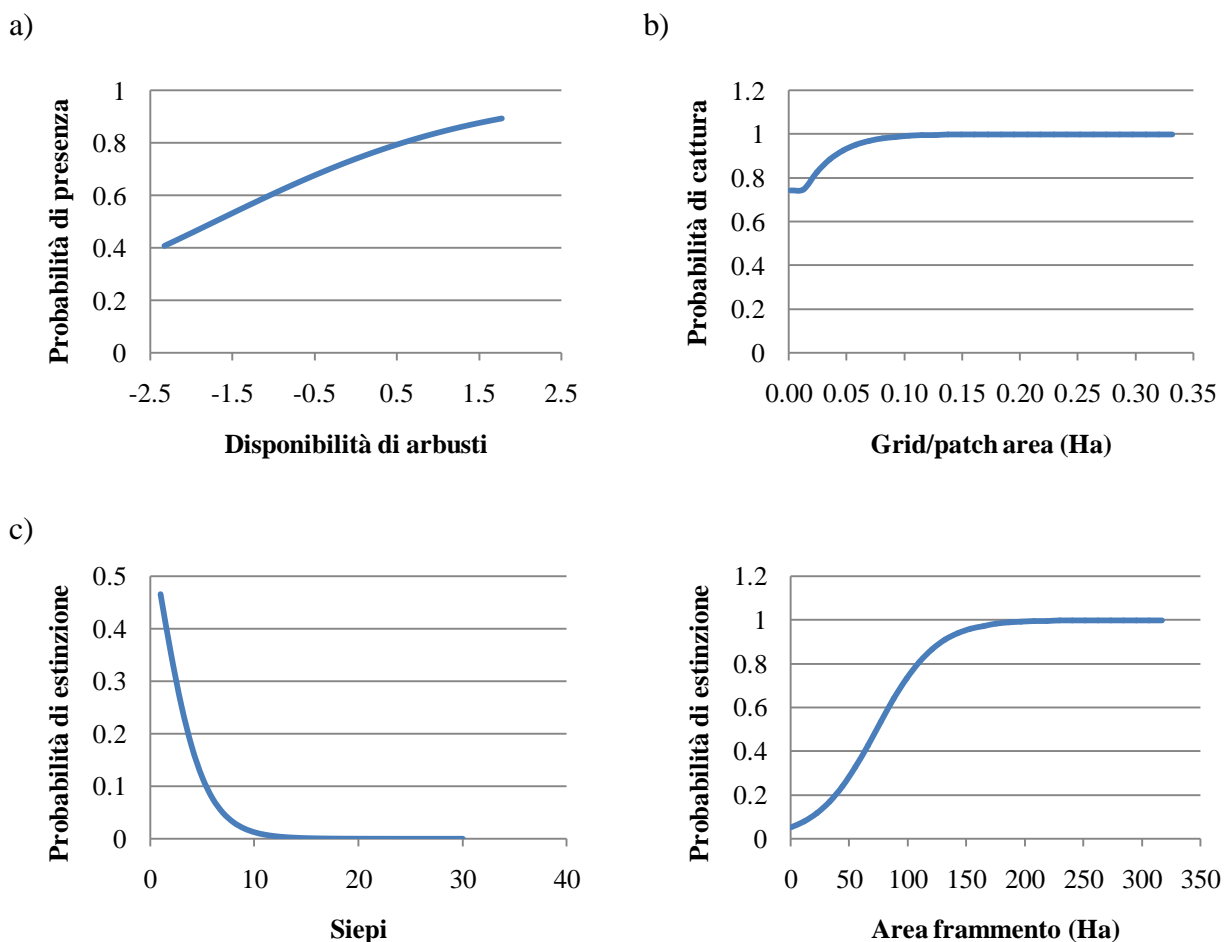 a)
b)
Probabilità di presenza
1
0.8
0.6
0.4
0.2
0
-2.5 -1.5 -0.5 0.5 1.5 2.5
Disponibilità di arbusti
Probabilità di cattura
1.2
1
0.8
0.6
0.4
0.2
0
0.00 0.05 0.10 0.15 0.20 0.25 0.30 0.35
Grid/patch area (Ha)
c)
Probabilità di estinzione
0.5
0.4
0.3
0.2
0.1
0
0 10 20 30 40
Siepi
Probabilità di estinzione
1.2
1
0.8
0.6
0.4
0.2
0
0 50 100 150 200 250 300 350
Area frammento (Ha)